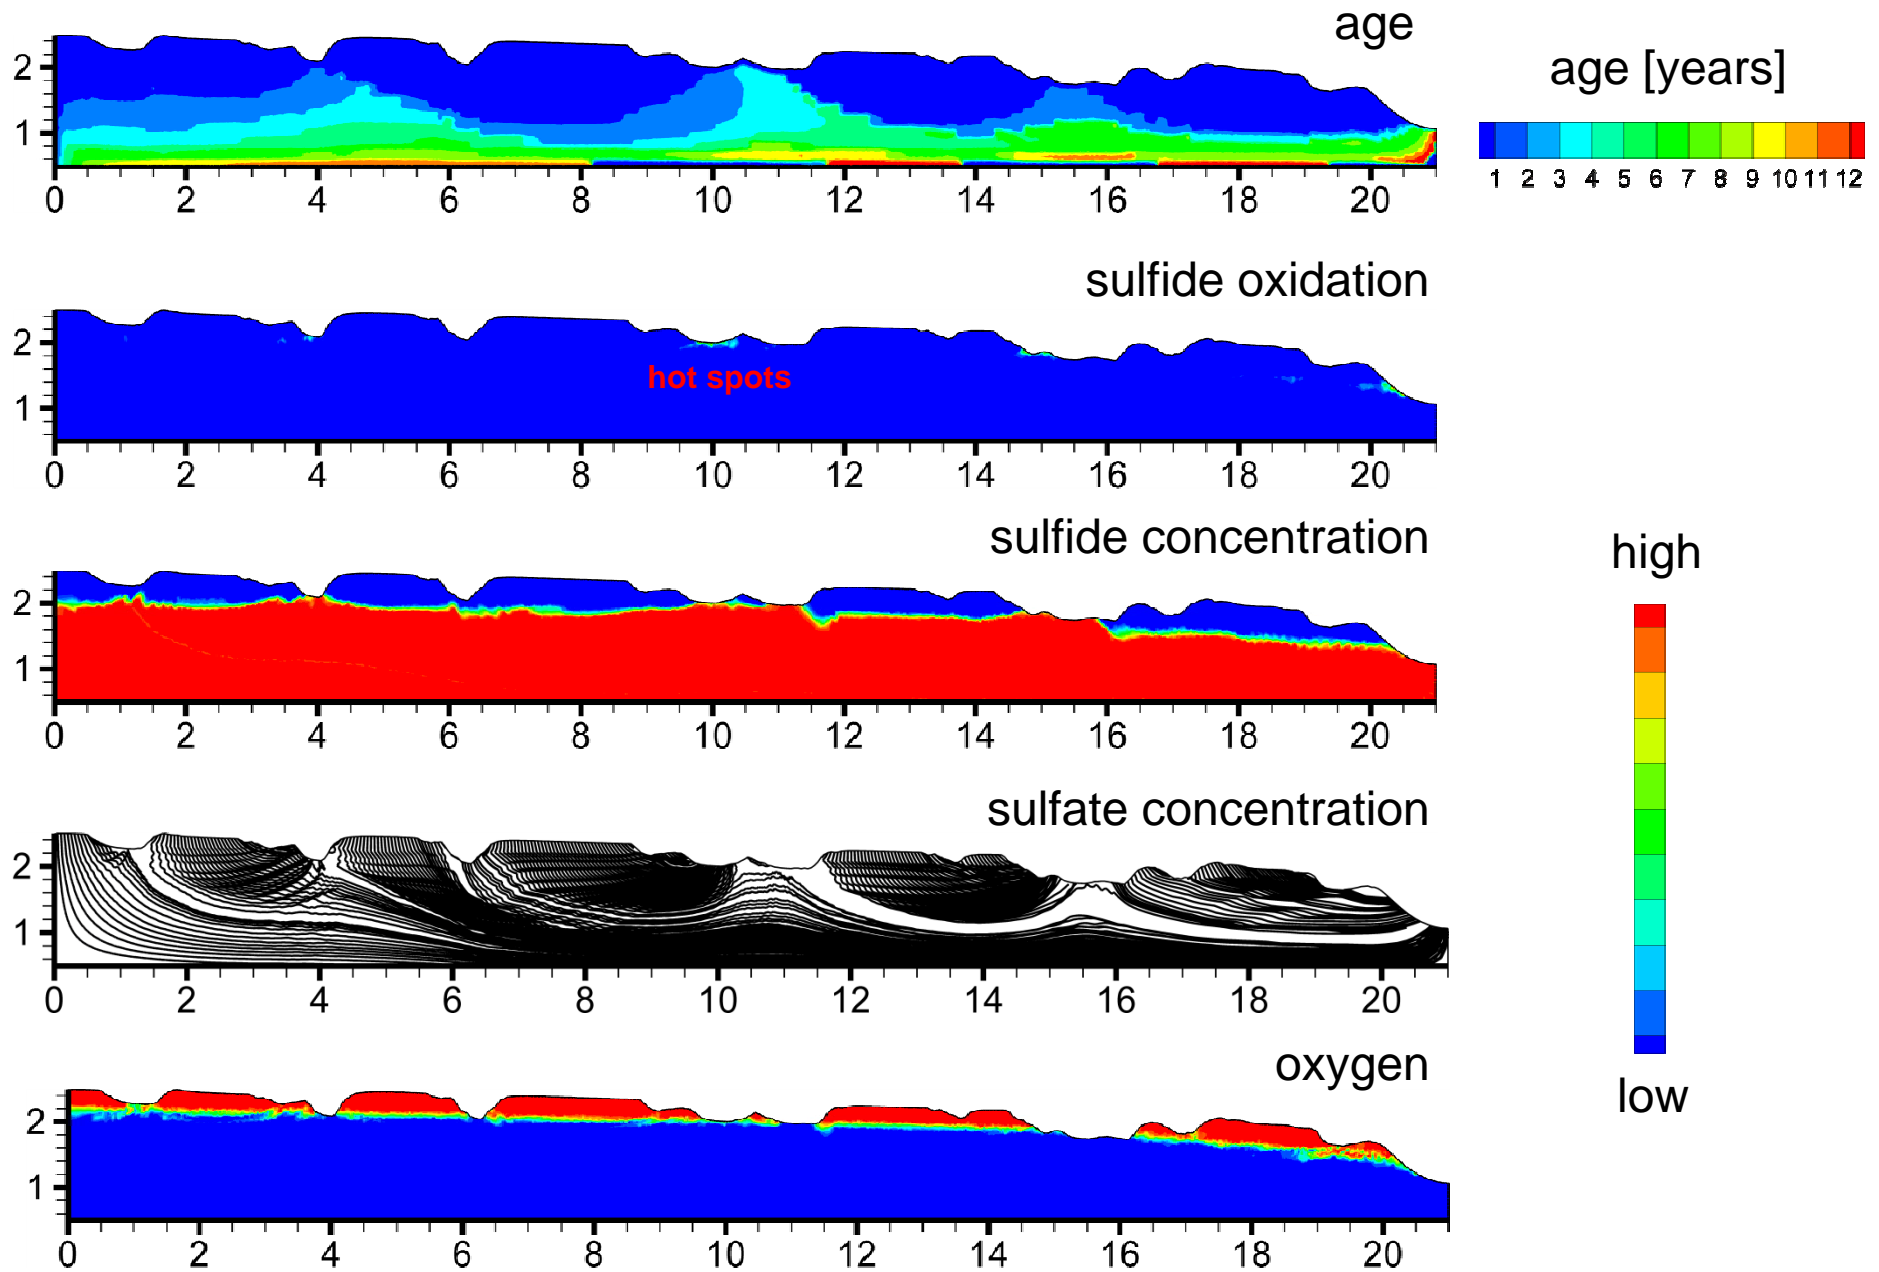 age
age [years]
2
1
0 2 4 6 8 10 12 14 16 18 20
1 2 3 4 5 6 7 8 9 10 11 12
sulfide oxidation
2
hot spots
1
0 2 4 6 8 10 12 14 16 18 20
sulfide concentration
high
2
1
0 2 4 6 8 10 12 14 16 18 20
sulfate concentration
2
1
0 2 4 6 8 10 12 14 16 18 20
oxygen
low
2
1
0 2 4 6 8 10 12 14 16 18 20